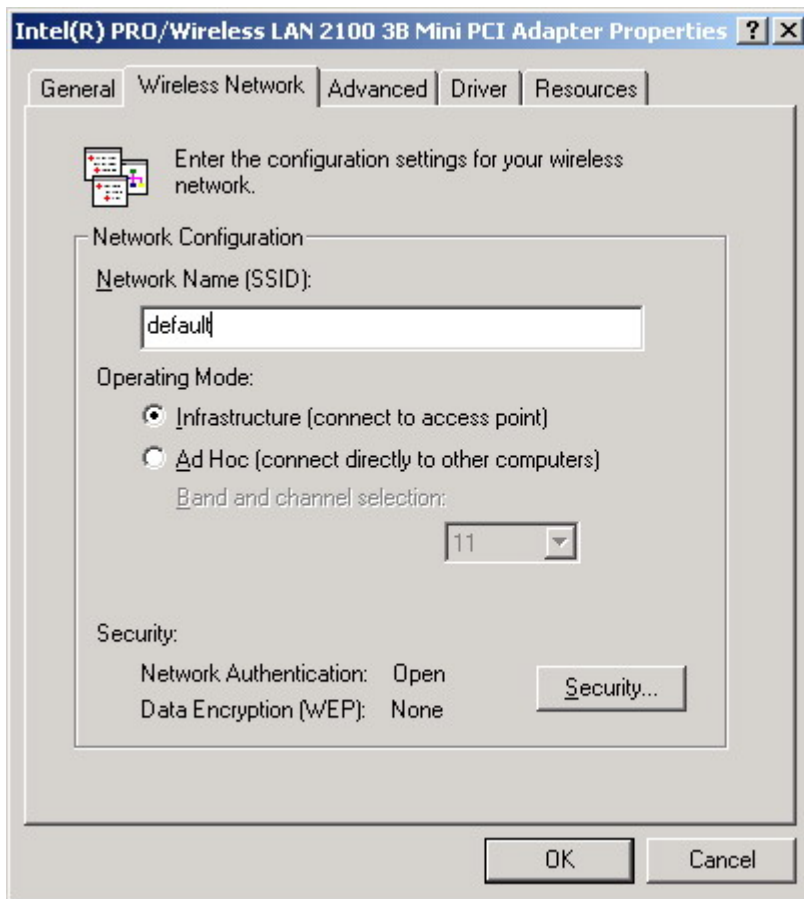 Intel(R) PRO/Wireless LAN 2100 3B Mini PCI Adapter Properties ? X
General Wireless Network Advanced Driver Resources
Enter the configuration settings for your wireless
network.
Network Configuration
Network Name (SSID):
default
Operating Mode:
Infrastructure (connect to access point)
Ad Hoc (connect directly to other computers)
Band and channel selection:
11
Security:
Network Authentication: Open
Security...
Data Encryption (WEP): None
OK Cancel